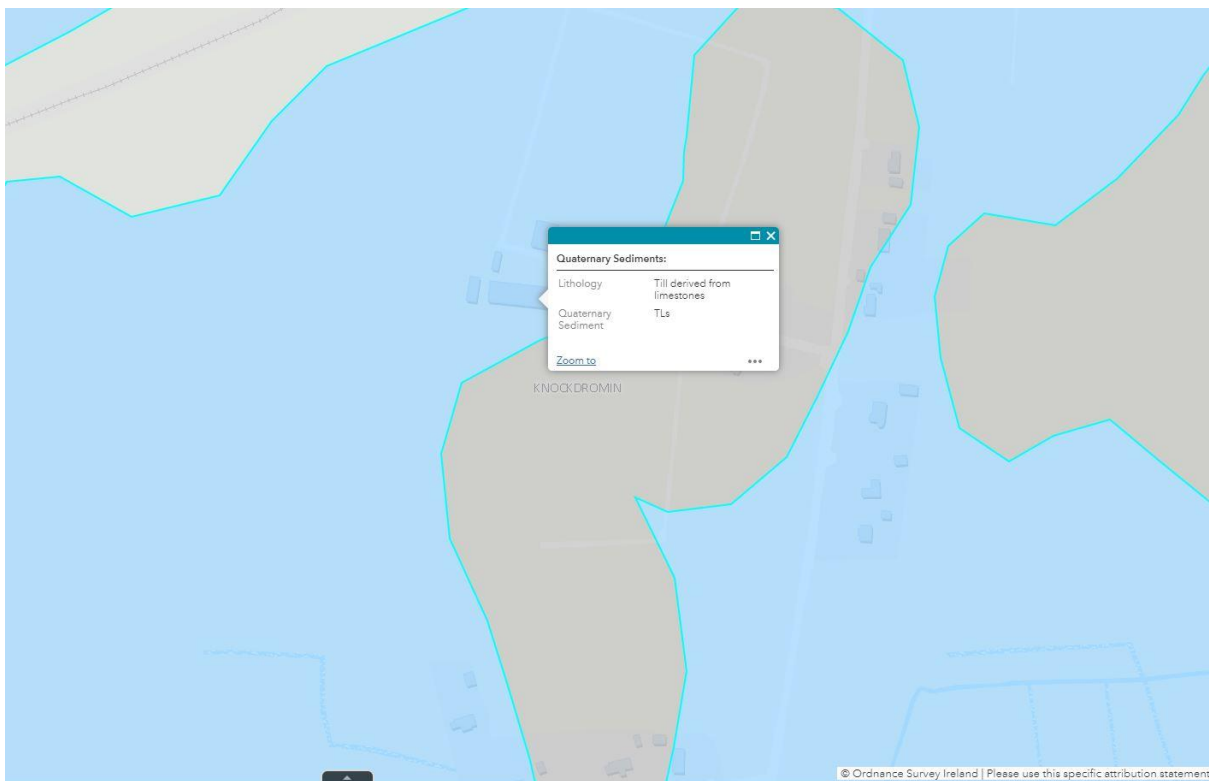 Quaternary Sediments:
Lithology Till derived from
limestones
Quaternary TLs
Sediment
Zoom to
KNOCKDROMIN
© Ordnance Survey Ireland | Please use this specific attribution statement